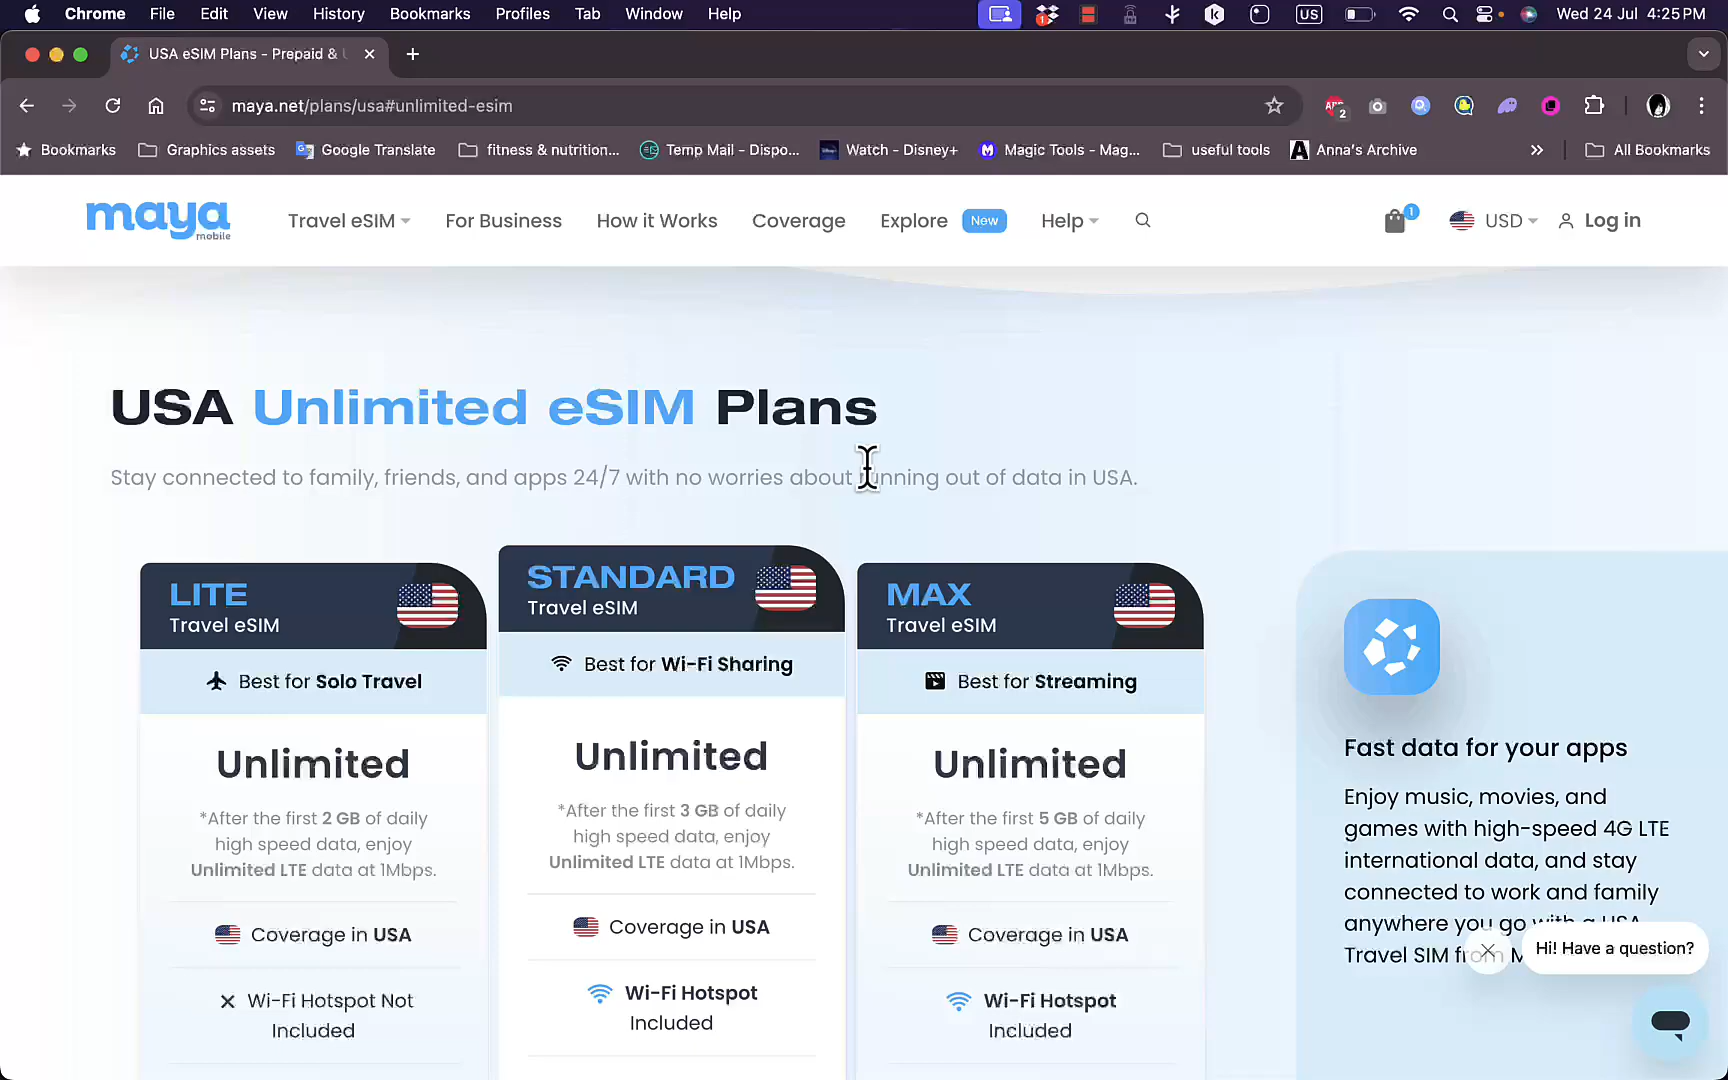 Chrome File Edit View History Bookmarks Profiles Tab Window Help
1
US
Wed 24 Jul 4:25 PM
USA eSIM Plans - Prepaid &
maya.net/plans/usa#unlimited-esim
ABP
2
Bookmarks Graphics assets Google Translate fitness & nutrition... Temp Mail - Dispo... Watch - Disney+ Magic Tools - Mag... useful tools Anna's Archive All Bookmarks
maya
mobile
Travel eSIM For Business How it Works Coverage Explore New Help
1
USD
Log in
USA Unlimited eSIM Plans
Stay connected to family, friends, and apps 24/7 with no worries about running out of data in USA.
LITE
Travel eSIM
Best for Solo Travel
Unlimited
*After the first 2 GB of daily
high speed data, enjoy
Unlimited LTE data at 1Mbps.
Coverage in USA
Wi-Fi Hotspot Not
Included
STANDARD
Travel eSIM
Best for Wi-Fi Sharing
Unlimited
*After the first 3 GB of daily
high speed data, enjoy
Unlimited LTE data at 1Mbps.
Coverage in USA
Wi-Fi Hotspot
Included
MAX
Travel eSIM
Best for Streaming
Unlimited
*After the first 5 GB of daily
high speed data, enjoy
Unlimited LTE data at 1Mbps.
Coverage in USA
Wi-Fi Hotspot
Included
Fast data for your apps
Enjoy music, movies, and
games with high-speed 4G LTE
international data, and stay
connected to work and family
anywhere you go with a USA
Travel SIM from
Hi! Have a question?